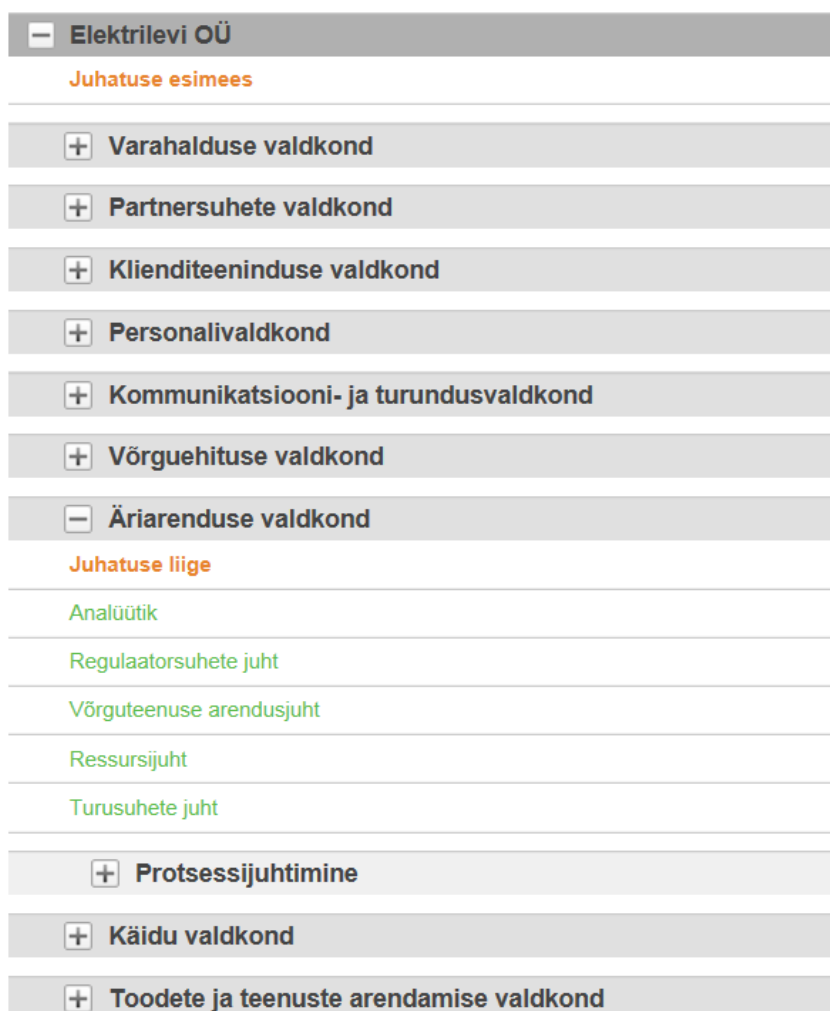 Elektrilevi OÜ
Juhatuse esimees
Varahalduse valdkond
Partnersuhete valdkond
Klienditeeninduse valdkond
Personalivaldkond
Kommunikatsiooni- ja turundusvaldkond
Võrguehituse valdkond
Äriarenduse valdkond
Juhatuse liige
Analüütik
Regulaatorsuhete juht
Võrguteenuse arendusjuht
Ressursijuht
Turusuhete juht
Protsessijuhtimine
Käidu valdkond
Toodete ja teenuste arendamise valdkond